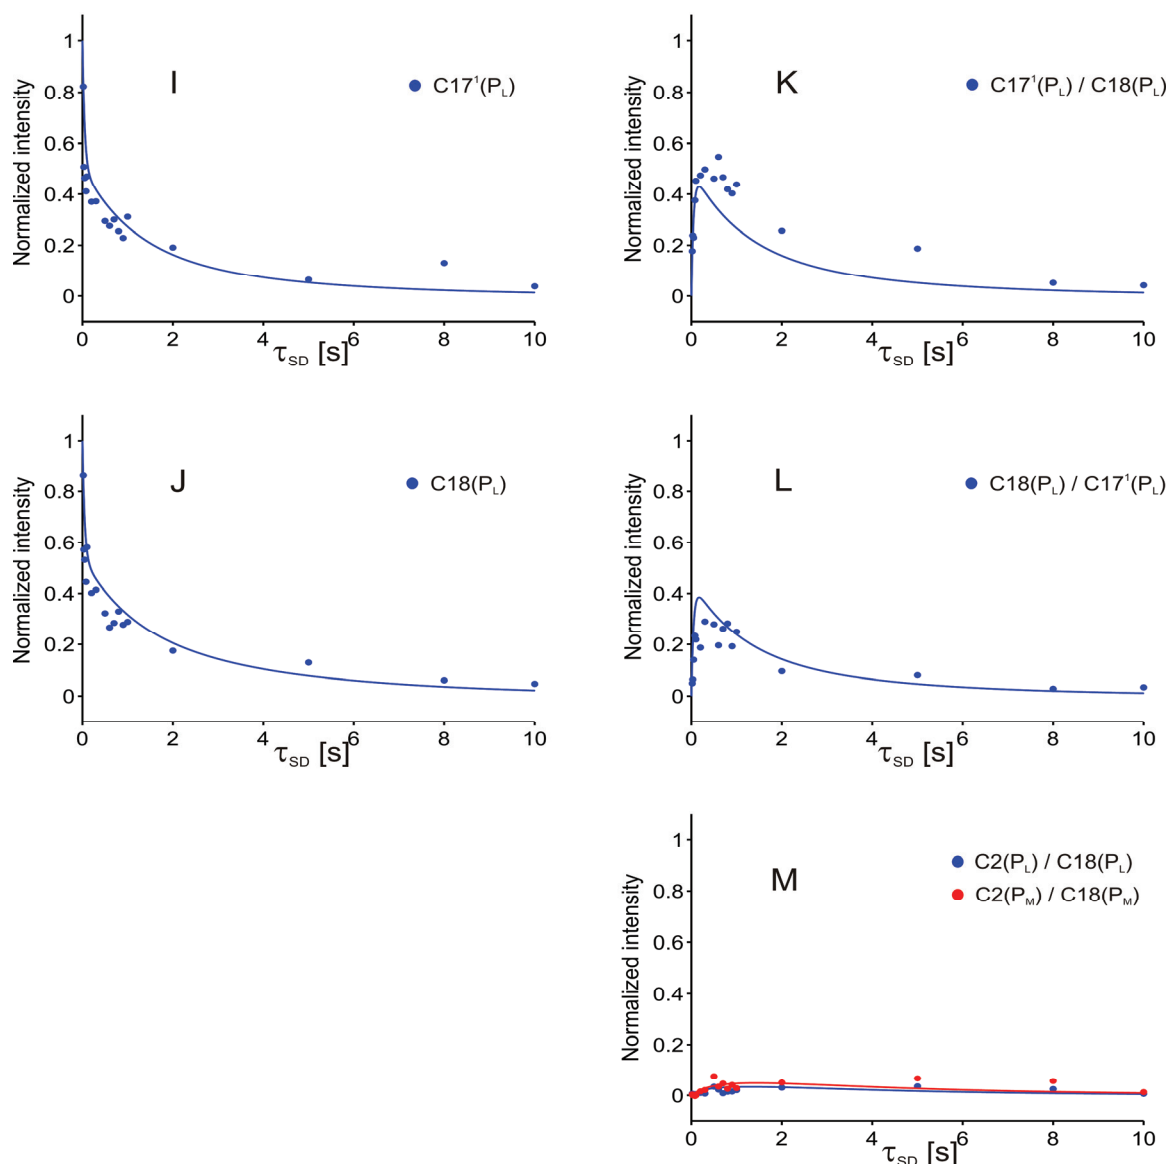 I
C17¹(P_L)
Normalized intensity
1
0.8
0.6
0.4
0.2
0
0 2 4 6 8 10
τ_SD [s]
K
C17¹(P_L) / C18(P_L)
Normalized intensity
1
0.8
0.6
0.4
0.2
0
0 2 4 6 8 10
τ_SD [s]
J
C18(P_L)
Normalized intensity
1
0.8
0.6
0.4
0.2
0
0 2 4 6 8 10
τ_SD [s]
L
C18(P_L) / C17¹(P_L)
Normalized intensity
1
0.8
0.6
0.4
0.2
0
0 2 4 6 8 10
τ_SD [s]
M
C2(P_L) / C18(P_L)
C2(P_M) / C18(P_M)
Normalized intensity
1
0.8
0.6
0.4
0.2
0
0 2 4 6 8 10
τ_SD [s]